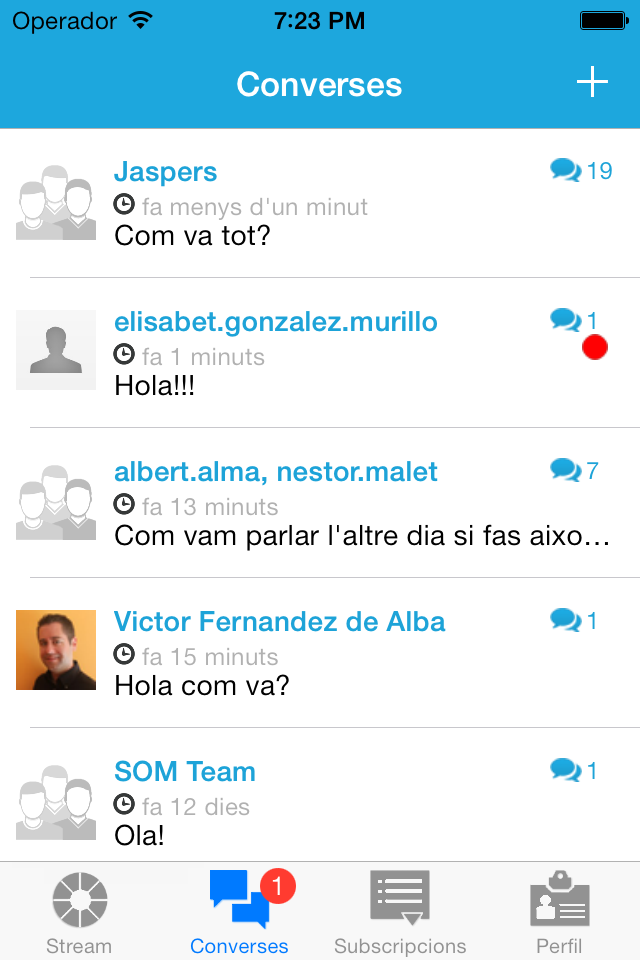 Operador 7:23 PM
Converses
Jaspers 19
fa menys d'un minut
Com va tot?
elisabet.gonzalez.murillo 1
fa 1 minuts
Hola!!!
albert.alma, nestor.malet 7
fa 13 minuts
Com vam parlar l'altre dia si fas aixo...
Victor Fernandez de Alba 1
fa 15 minuts
Hola com va?
SOM Team 1
fa 12 dies
Ola!
1
Stream Converses Subscripcions Perfil